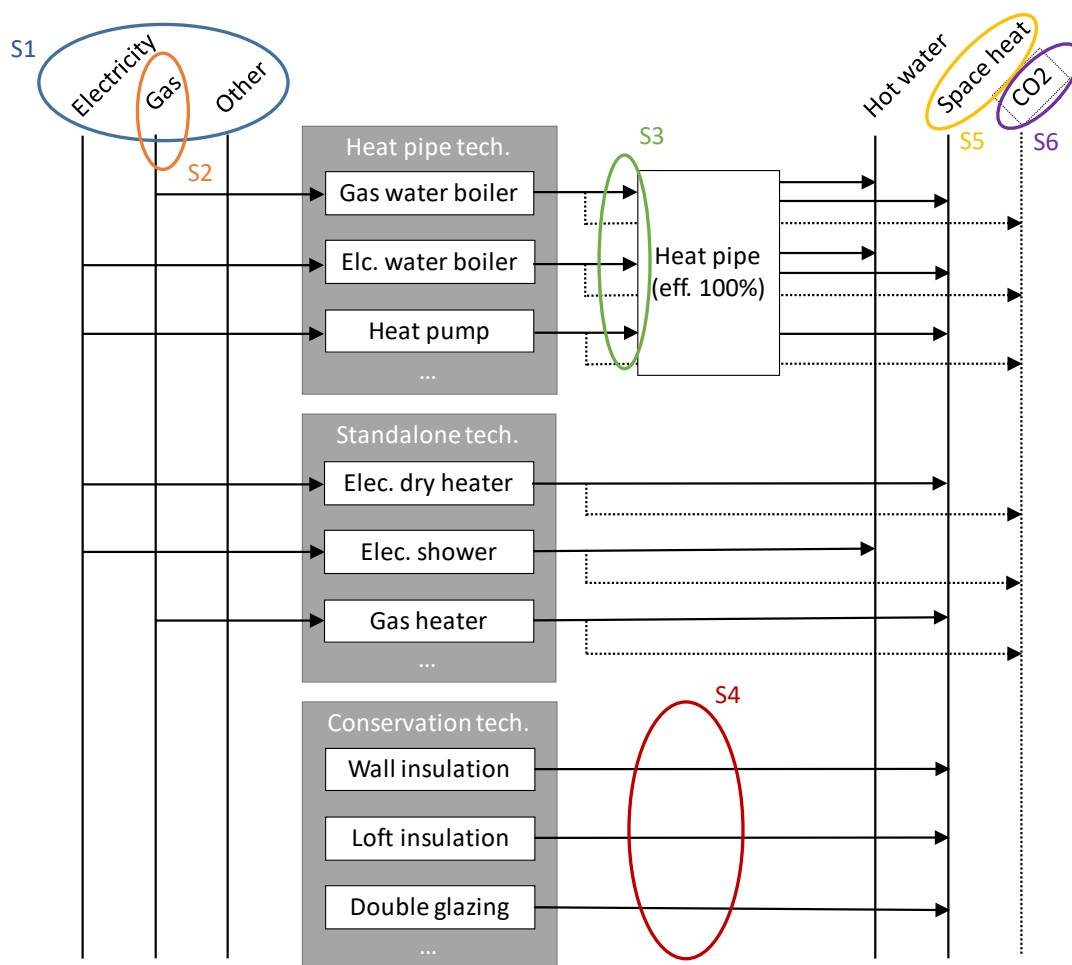 S1
Electricity
Gas
Other
Hot water
Space heat
CO2
S2
S3
S5
S6
Heat pipe tech.
Gas water boiler
Elc. water boiler
Heat pump
...
Heat pipe
(eff. 100%)
Standalone tech.
Elec. dry heater
Elec. shower
Gas heater
...
S4
Conservation tech.
Wall insulation
Loft insulation
Double glazing
...